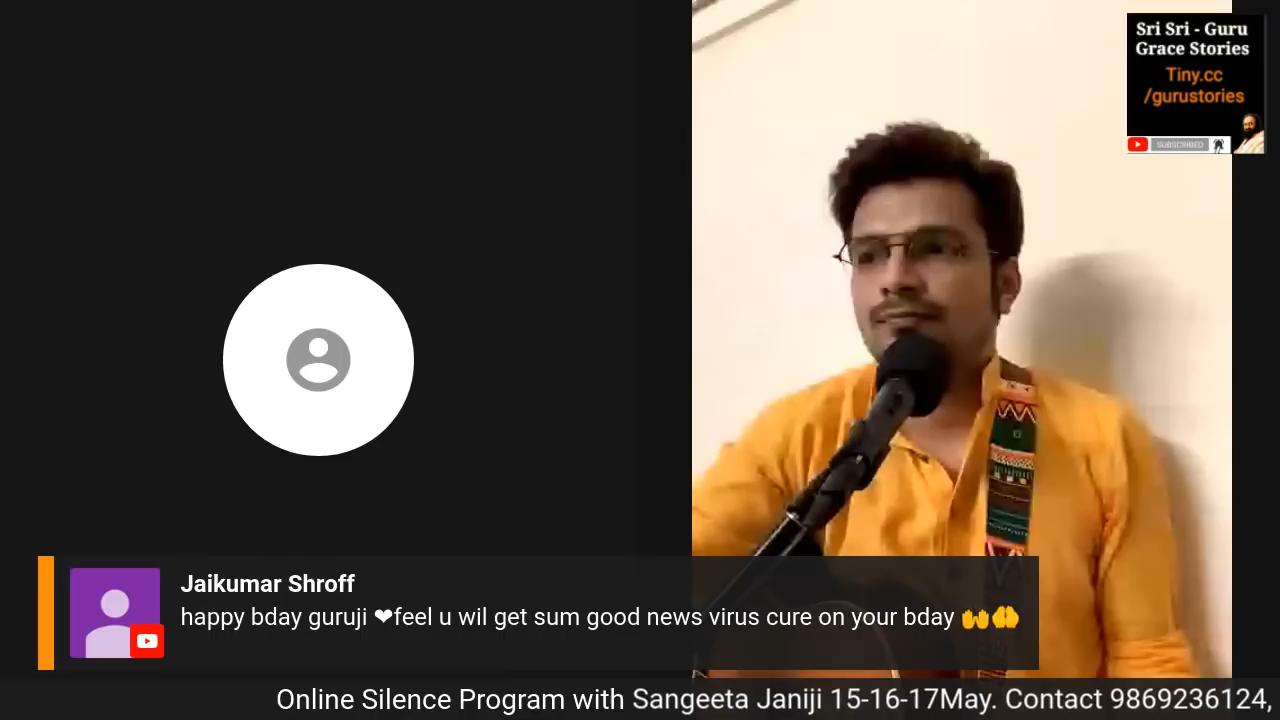 Sri Sri - Guru
Grace Stories
Tiny.cc
/gurustories
SUBSCRIBED
Jaikumar Shroff
happy bday guruji ❤feel u wil get sum good news virus cure on your bday 🙌🤲
Online Silence Program with Sangeeta Janiji 15-16-17May. Contact 9869236124,